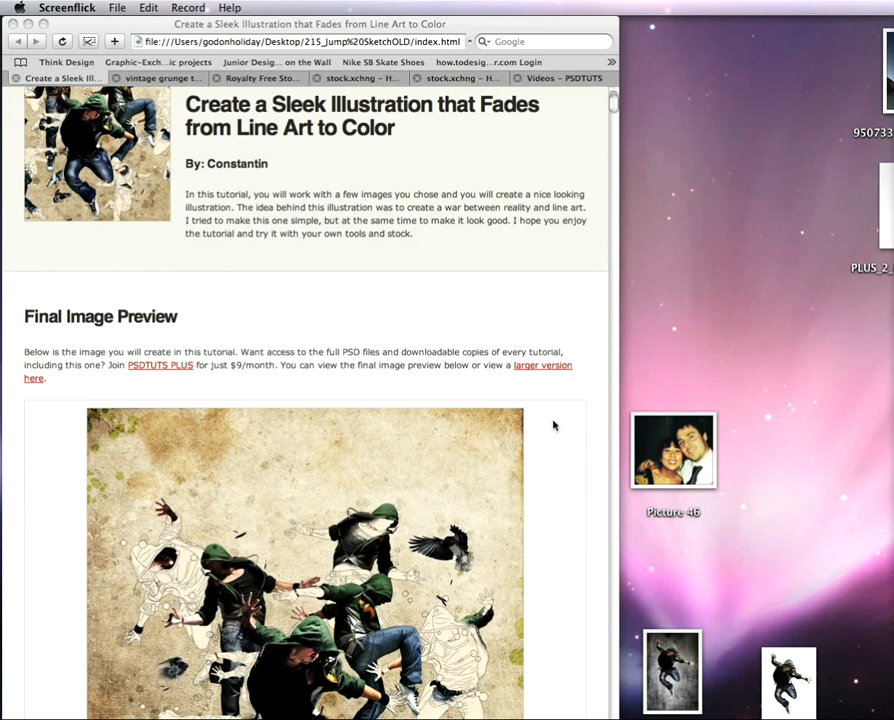 Screenflick File Edit Record Help
Create a Sleek Illustration that Fades from Line Art to Color
file:///Users/godonholiday/Desktop/215_Jump%20SketchOLD/index.html
Google
Think Design Graphic-Exch...ic projects Junior Desig... on the Wall Nike SB Skate Shoes how.todesig...r.com Login
Create a Sleek Ill... vintage grunge t... Royalty Free Sto... stock.xchng – H... stock.xchng – H... Videos – PSDTUTS
Create a Sleek Illustration that Fades
from Line Art to Color
By: Constantin
In this tutorial, you will work with a few images you chose and you will create a nice looking
illustration. The idea behind this illustration was to create a war between reality and line art.
I tried to make this one simple, but at the same time to make it look good. I hope you enjoy
the tutorial and try it with your own tools and stock.
Final Image Preview
Below is the image you will create in this tutorial. Want access to the full PSD files and downloadable copies of every tutorial,
including this one? Join PSDTUTS PLUS for just $9/month. You can view the final image preview below or view a larger version
here.
950733
PLUS_2_
Picture 46